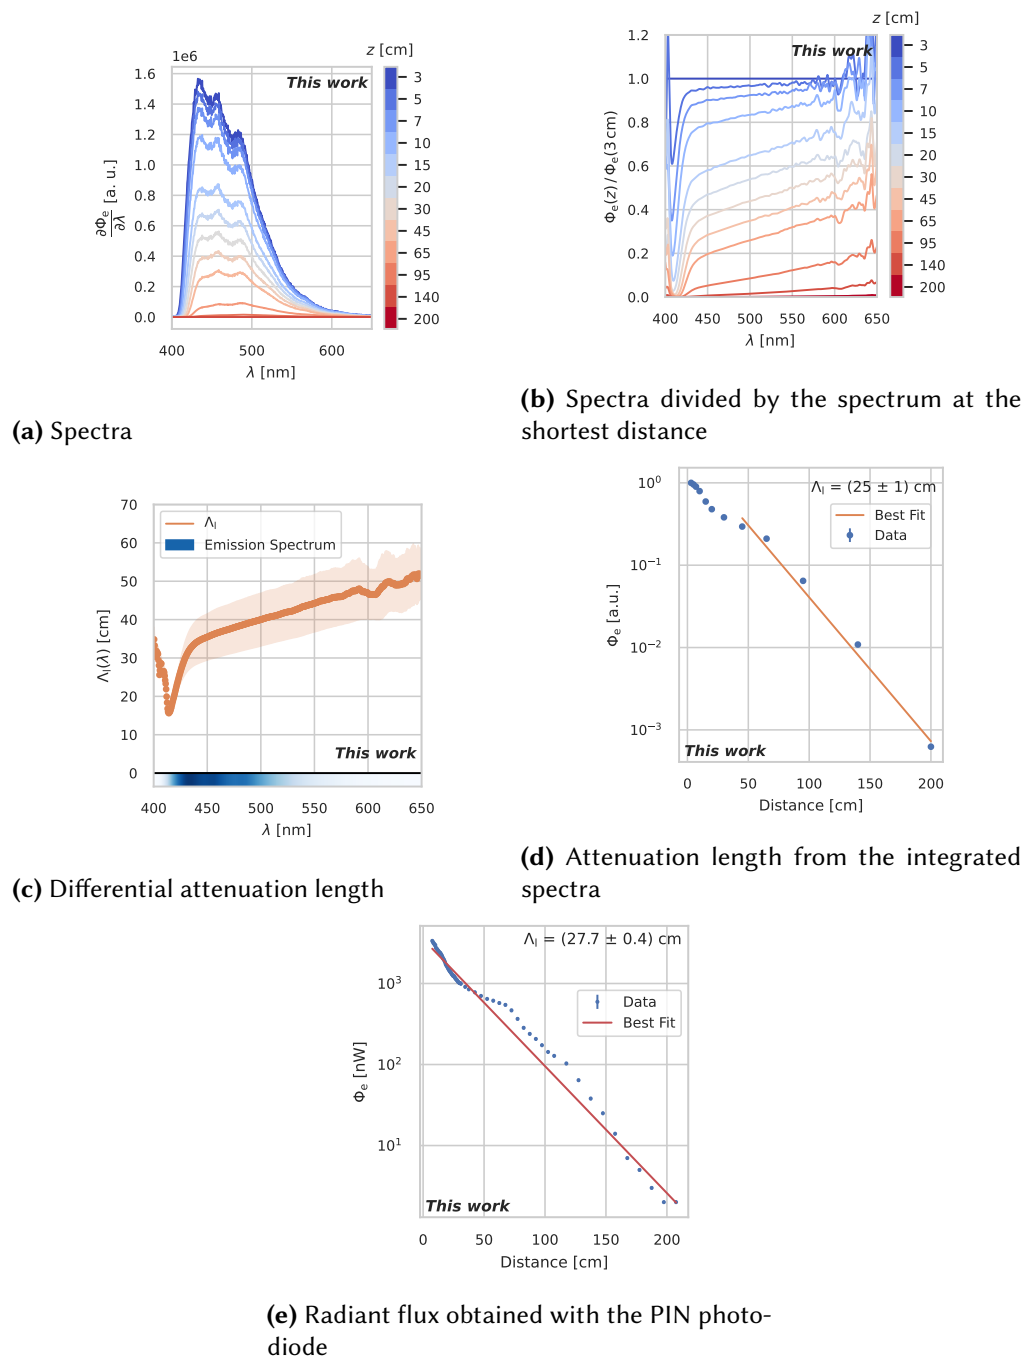 z [cm]
1e6
This work
1.6
1.4
1.2
1.0
0.8
0.6
0.4
0.2
0.0
∂Φₑ/∂λ [a. u.]
400 500 600
λ [nm]
3
5
7
10
15
20
30
45
65
95
140
200
(a) Spectra
z [cm]
This work
1.2
1.0
0.8
0.6
0.4
0.2
0.0
Φₑ(z) / Φₑ(3 cm)
400 450 500 550 600 650
λ [nm]
3
5
7
10
15
20
30
45
65
95
140
200
(b) Spectra divided by the spectrum at the
shortest distance
70
60
50
40
30
20
10
0
Λₗ(λ) [cm]
Λₗ
Emission Spectrum
This work
400 450 500 550 600 650
λ [nm]
(c) Differential attenuation length
Λₗ = (25 ± 1) cm
Best Fit
Data
10⁰
10⁻¹
10⁻²
10⁻³
Φₑ [a.u.]
This work
0 50 100 150 200
Distance [cm]
(d) Attenuation length from the integrated
spectra
Λₗ = (27.7 ± 0.4) cm
Data
Best Fit
10³
10²
10¹
Φₑ [nW]
This work
0 50 100 150 200
Distance [cm]
(e) Radiant flux obtained with the PIN photo-
diode